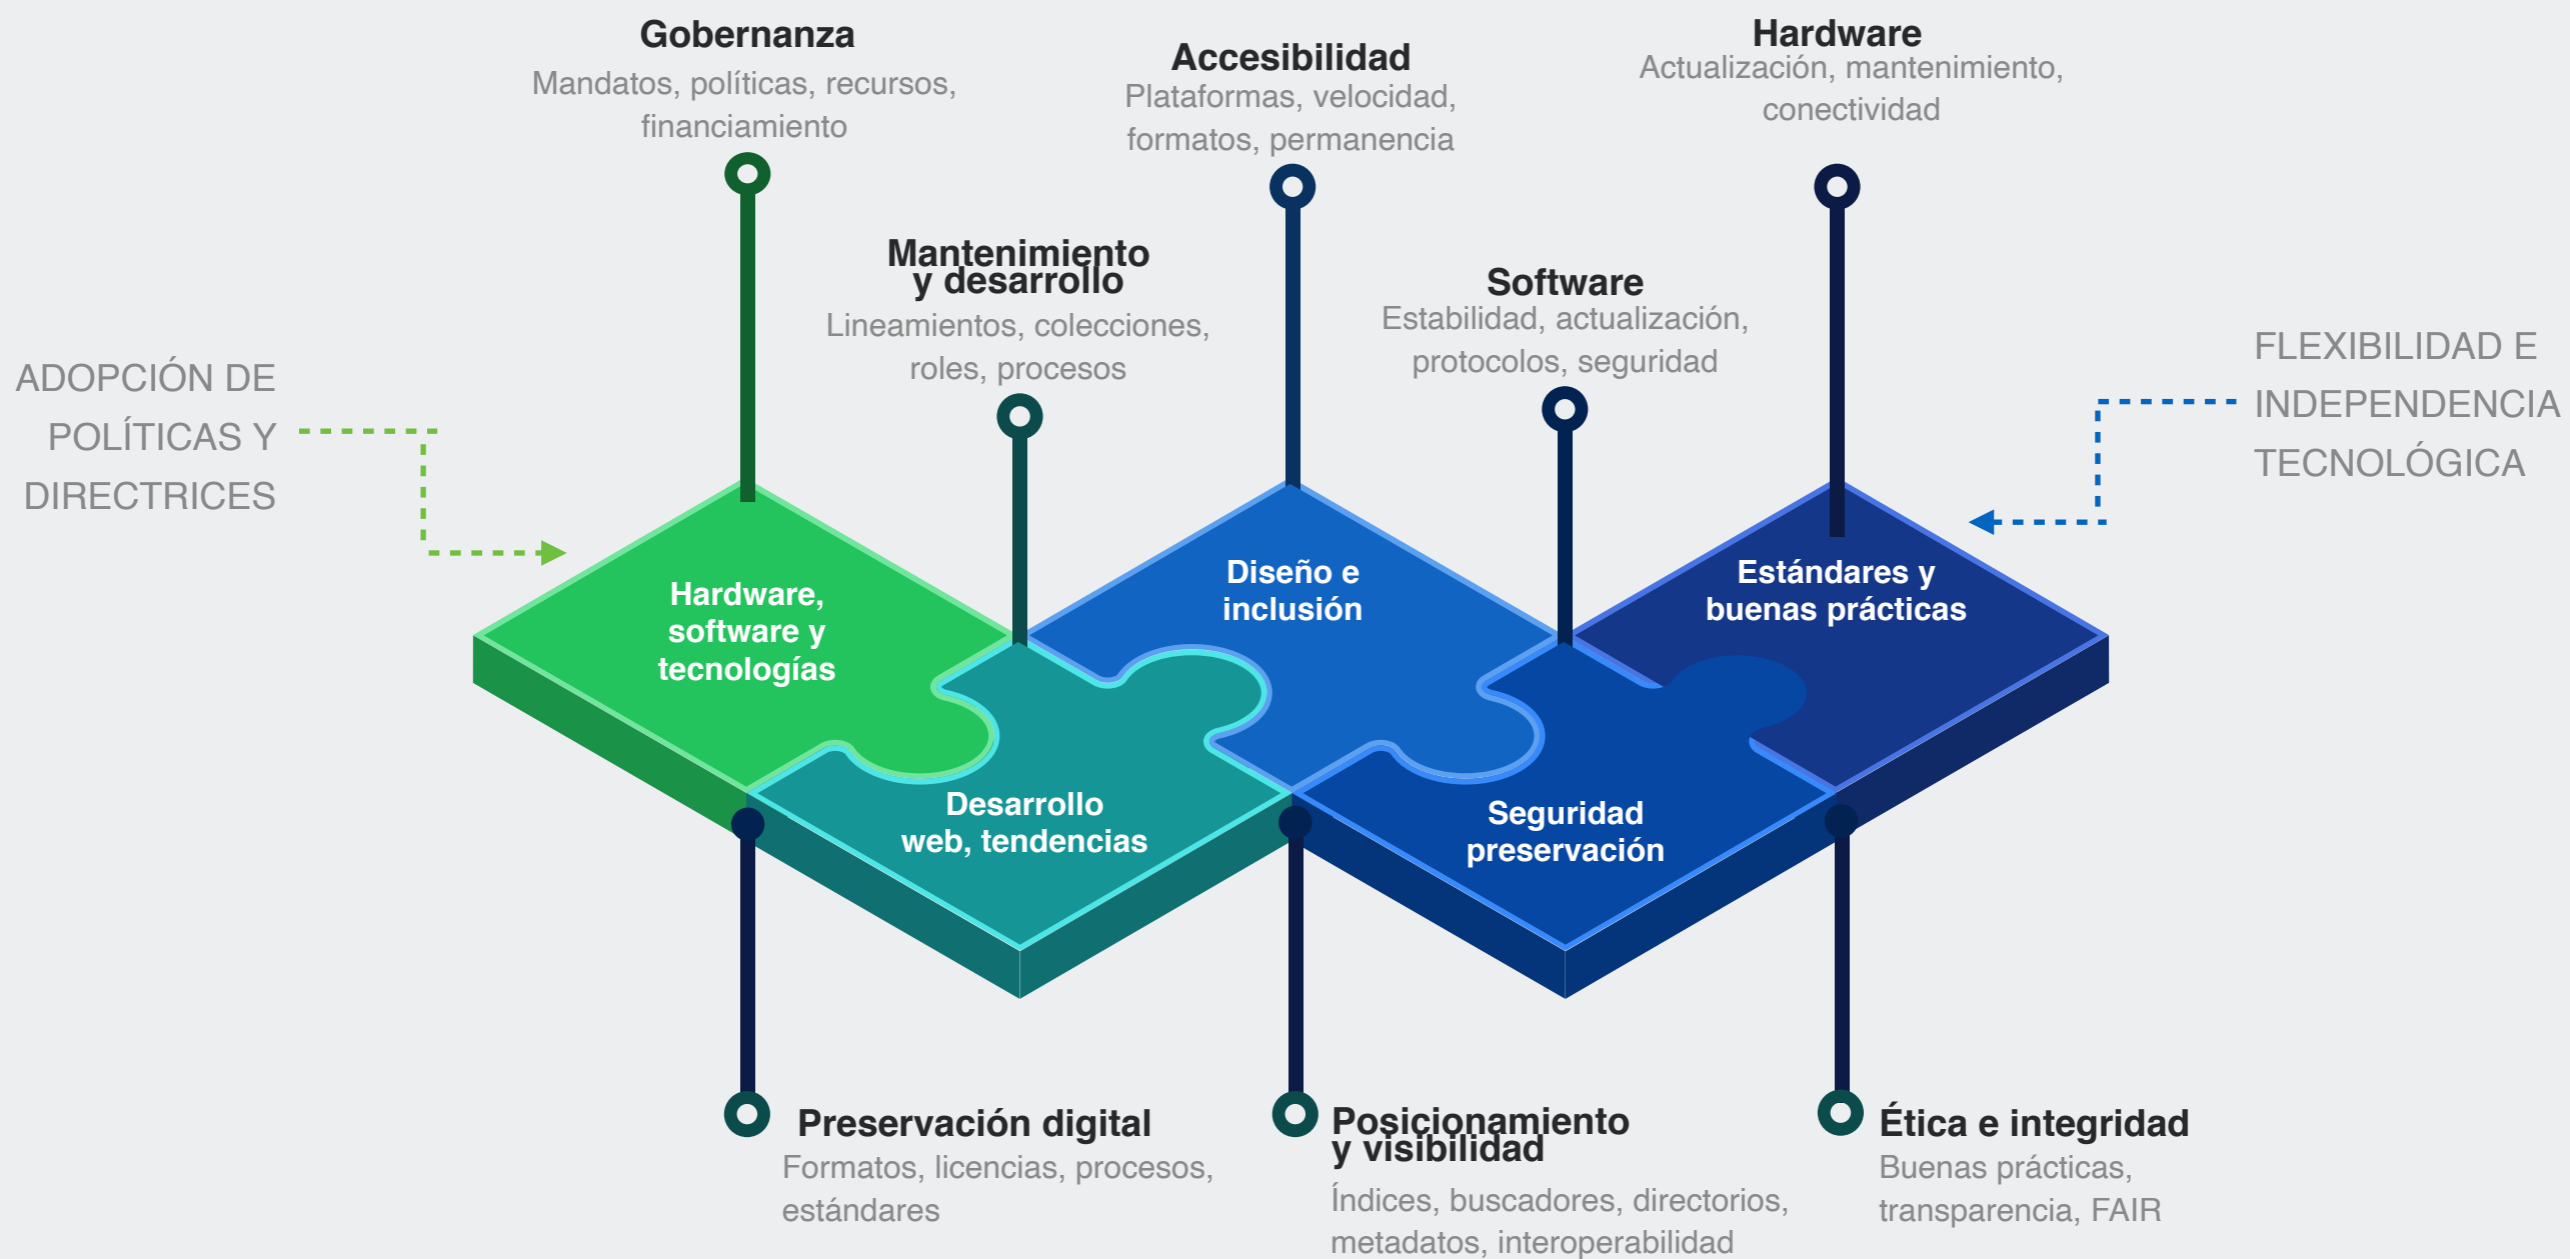 Gobernanza
Mandatos, políticas, recursos,
financiamiento
Accesibilidad
Plataformas, velocidad,
formatos, permanencia
Hardware
Actualización, mantenimiento,
conectividad
Mantenimiento
y desarrollo
Lineamientos, colecciones,
roles, procesos
Software
Estabilidad, actualización,
protocolos, seguridad
ADOPCIÓN DE
POLÍTICAS Y
DIRECTRICES
FLEXIBILIDAD E
INDEPENDENCIA
TECNOLÓGICA
Hardware,
software y
tecnologías
Diseño e
inclusión
Estándares y
buenas prácticas
Desarrollo
web, tendencias
Seguridad
preservación
Preservación digital
Formatos, licencias, procesos,
estándares
Posicionamiento
y visibilidad
Índices, buscadores, directorios,
metadatos, interoperabilidad
Ética e integridad
Buenas prácticas,
transparencia, FAIR